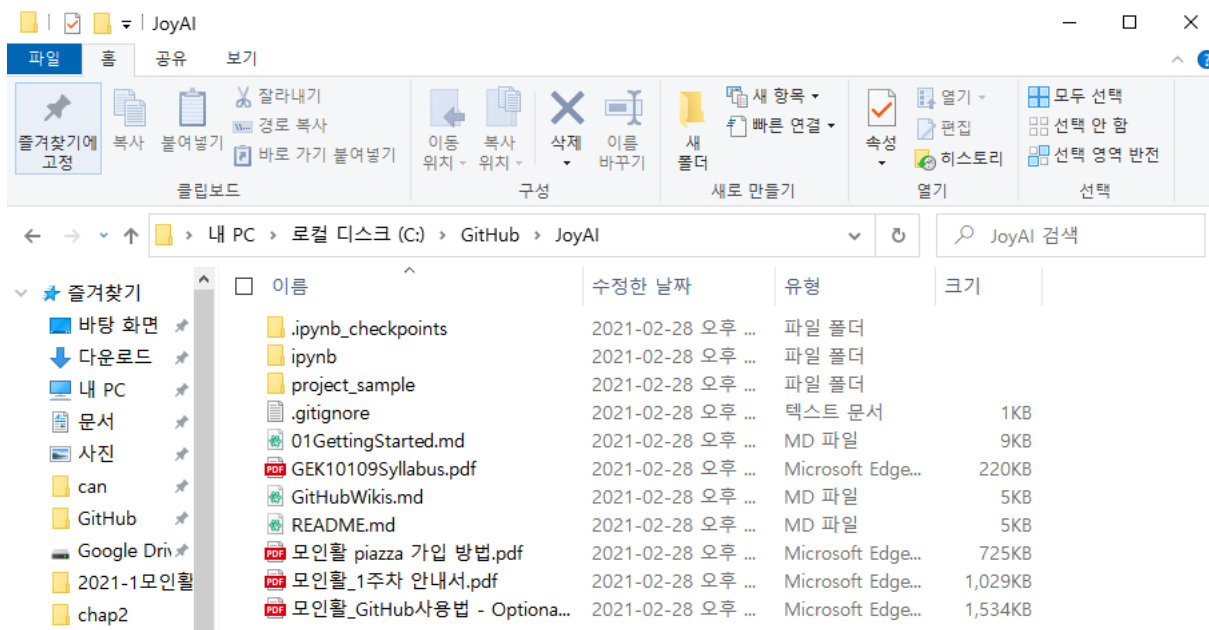 JoyAI
파일 홈 공유 보기
즐겨찾기에 고정
복사
붙여넣기
잘라내기
경로 복사
바로 가기 붙여넣기
클립보드
이동 위치
복사 위치
삭제
이름 바꾸기
구성
새 폴더
새 항목
빠른 연결
새로 만들기
속성
열기
편집
히스토리
열기
모두 선택
선택 안 함
선택 영역 반전
선택
내 PC > 로컬 디스크 (C:) > GitHub > JoyAI
JoyAI 검색
즐겨찾기
바탕 화면
다운로드
내 PC
문서
사진
can
GitHub
Google Driv
2021-1모인활
chap2
이름 수정한 날짜 유형 크기
.ipynb_checkpoints 2021-02-28 오후 ... 파일 폴더
ipynb 2021-02-28 오후 ... 파일 폴더
project_sample 2021-02-28 오후 ... 파일 폴더
.gitignore 2021-02-28 오후 ... 텍스트 문서 1KB
01GettingStarted.md 2021-02-28 오후 ... MD 파일 9KB
GEK10109Syllabus.pdf 2021-02-28 오후 ... Microsoft Edge... 220KB
GitHubWikis.md 2021-02-28 오후 ... MD 파일 5KB
README.md 2021-02-28 오후 ... MD 파일 5KB
모인활 piazza 가입 방법.pdf 2021-02-28 오후 ... Microsoft Edge... 725KB
모인활_1주차 안내서.pdf 2021-02-28 오후 ... Microsoft Edge... 1,029KB
모인활_GitHub사용법 - Optiona... 2021-02-28 오후 ... Microsoft Edge... 1,534KB